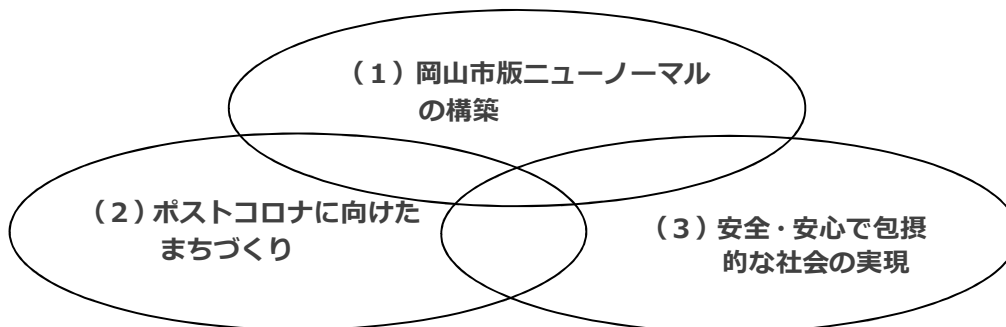 （１）岡山市版ニューノーマル
の構築
（２）ポストコロナに向けた
まちづくり
（３）安全・安心で包摂
的な社会の実現